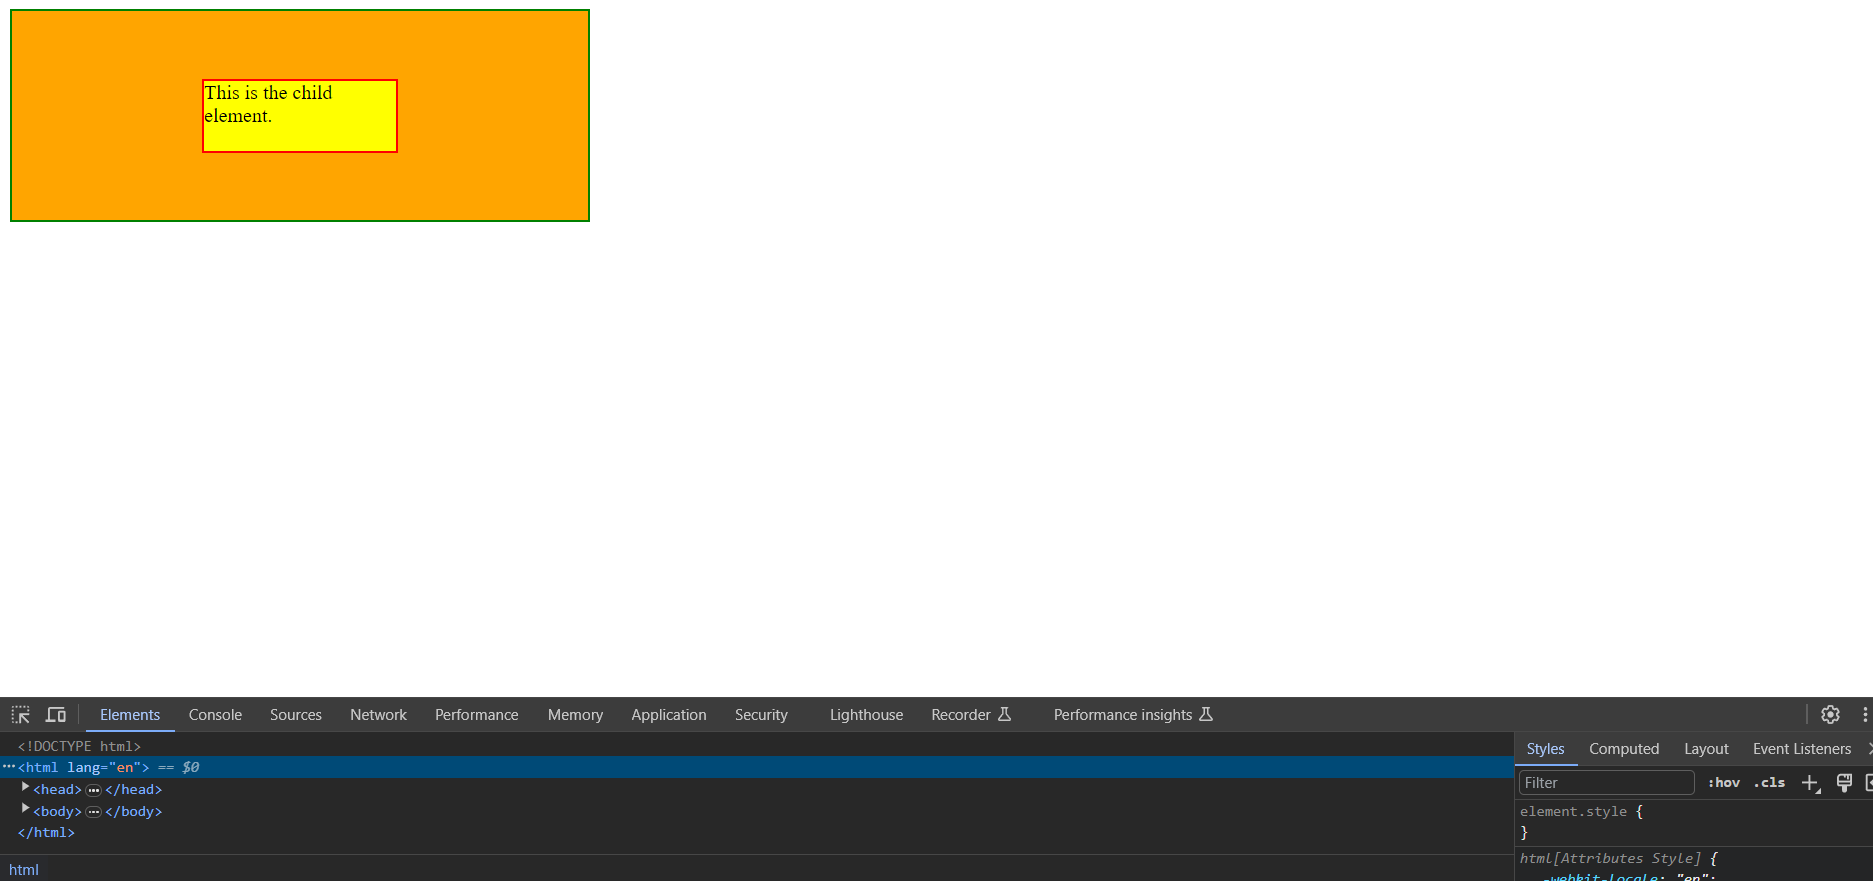 This is the child
element.
Elements Console Sources Network Performance Memory Application Security Lighthouse Recorder Performance insights
<!DOCTYPE html>
<html lang="en"> == $0
<head> ••• </head>
<body> ••• </body>
</html>
html
Styles Computed Layout Event Listeners
Filter :hov .cls
element.style {
}
html[Attributes Style] {
-webkit-locale: "en";